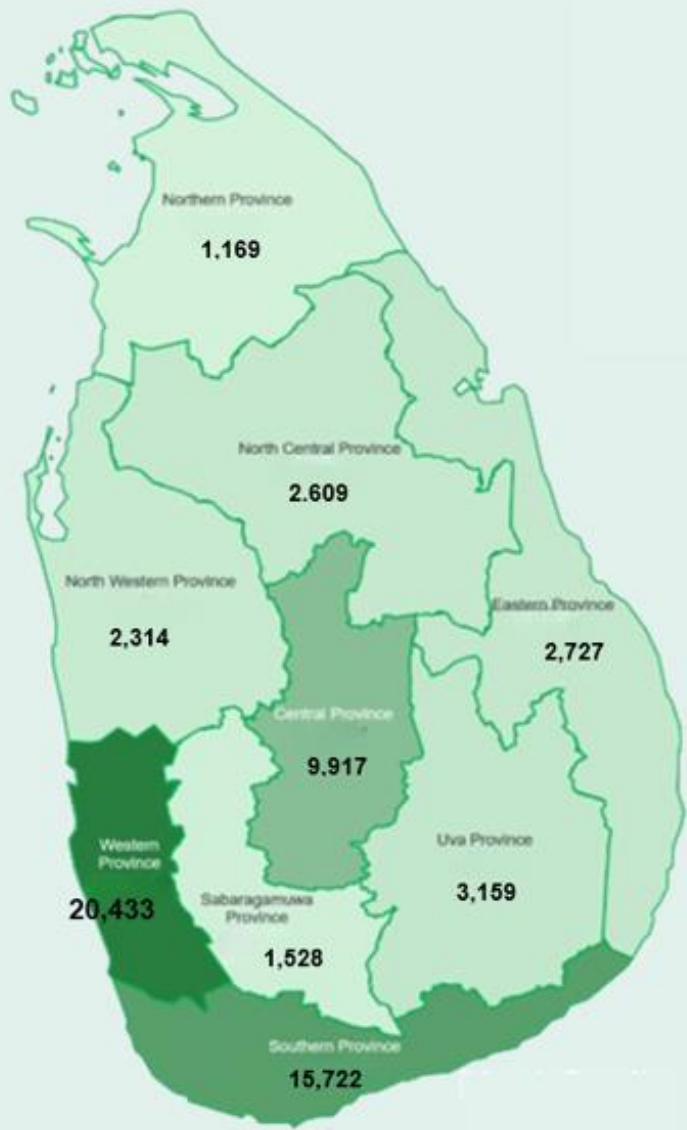 Northern Province
1.169
North Central Province
2.609
North Western Province
2,314
Eastern Province
2,727
Central Province
9.917
Western
Province
20,433
Uva Province
3,159
Sabaragamuwa
Province
1,528
Southern Province
15,722